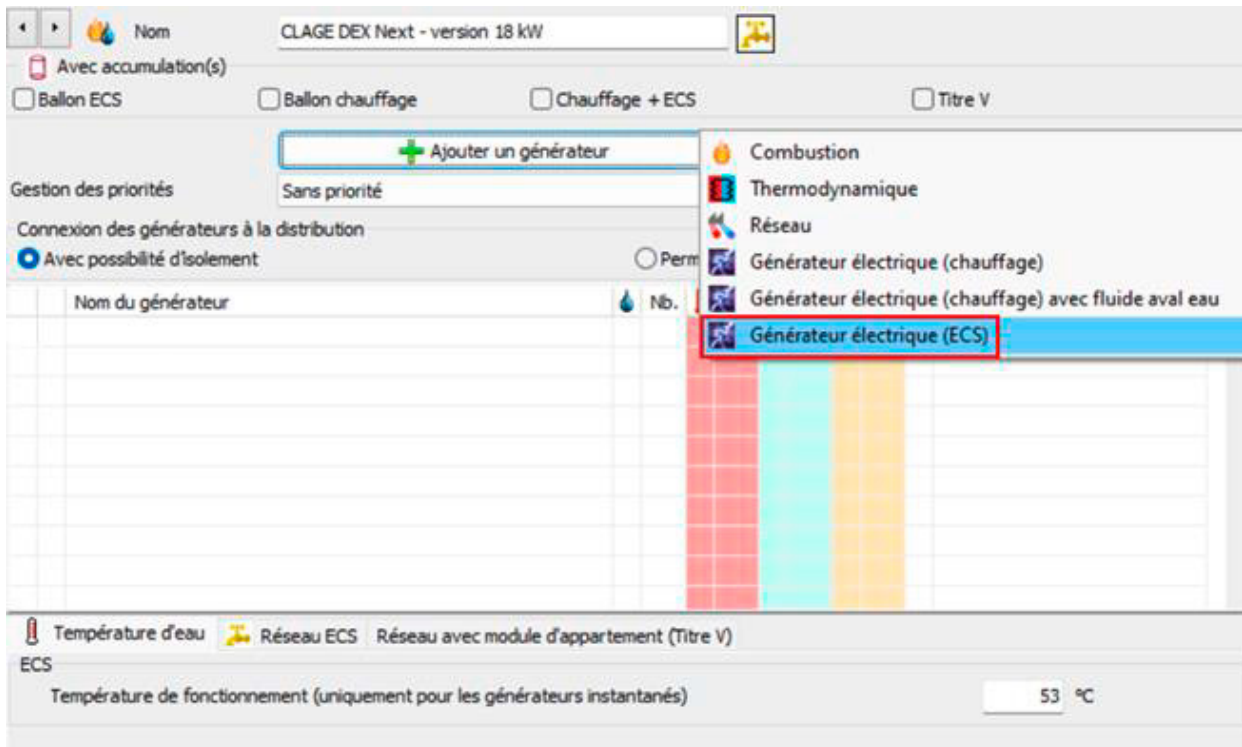 Nom CLAGE DEX Next - version 18 kW
Avec accumulation(s)
Ballon ECS Ballon chauffage Chauffage + ECS Titre V
Ajouter un générateur
Combustion
Gestion des priorités Sans priorité
Thermodynamique
Connexion des générateurs à la distribution
Réseau
Avec possibilité d'isolement Perm
Générateur électrique (chauffage)
Nom du générateur Nb.
Générateur électrique (chauffage) avec fluide aval eau
Générateur électrique (ECS)
Température d'eau Réseau ECS Réseau avec module d'appartement (Titre V)
ECS
Température de fonctionnement (uniquement pour les générateurs instantanés) 53 ºC